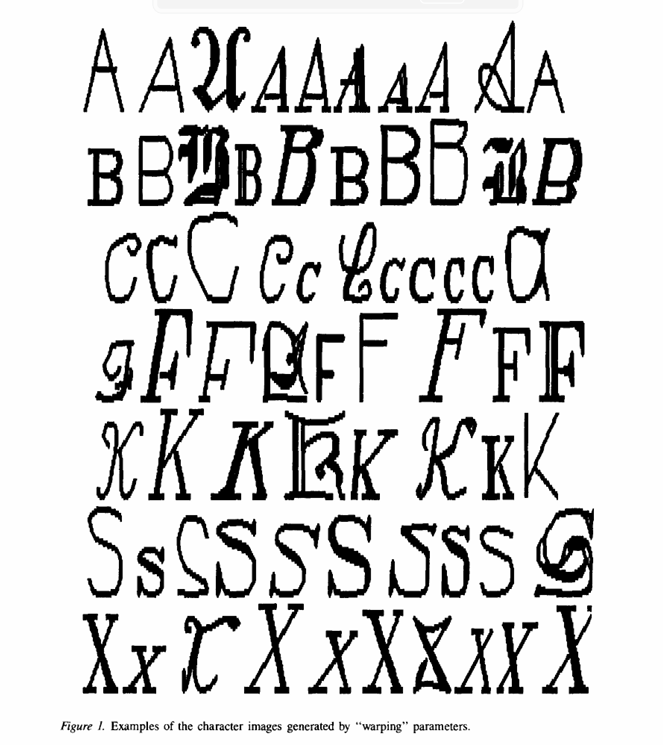 A A A A A A A A A A
B B B B B B B B B B
C C C C C C C C C C C
F F F F F F F F F
K K K K K K K K
S S S S S S S S S S
X X X X X X X X X X
Figure 1. Examples of the character images generated by “warping” parameters.